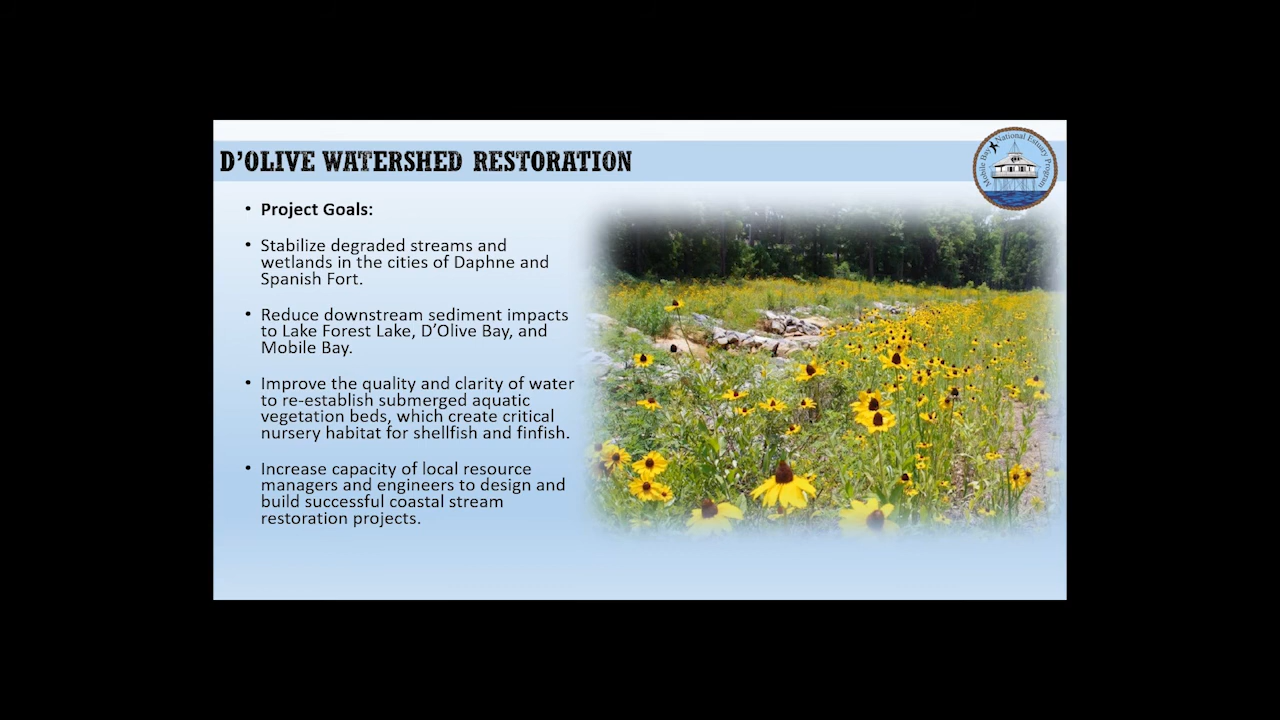 D'OLIVE WATERSHED RESTORATION
Mobile Bay National Estuary Program
• Project Goals:
• Stabilize degraded streams and
wetlands in the cities of Daphne and
Spanish Fort.
• Reduce downstream sediment impacts
to Lake Forest Lake, D'Olive Bay, and
Mobile Bay.
• Improve the quality and clarity of water
to re-establish submerged aquatic
vegetation beds, which create critical
nursery habitat for shellfish and finfish.
• Increase capacity of local resource
managers and engineers to design and
build successful coastal stream
restoration projects.